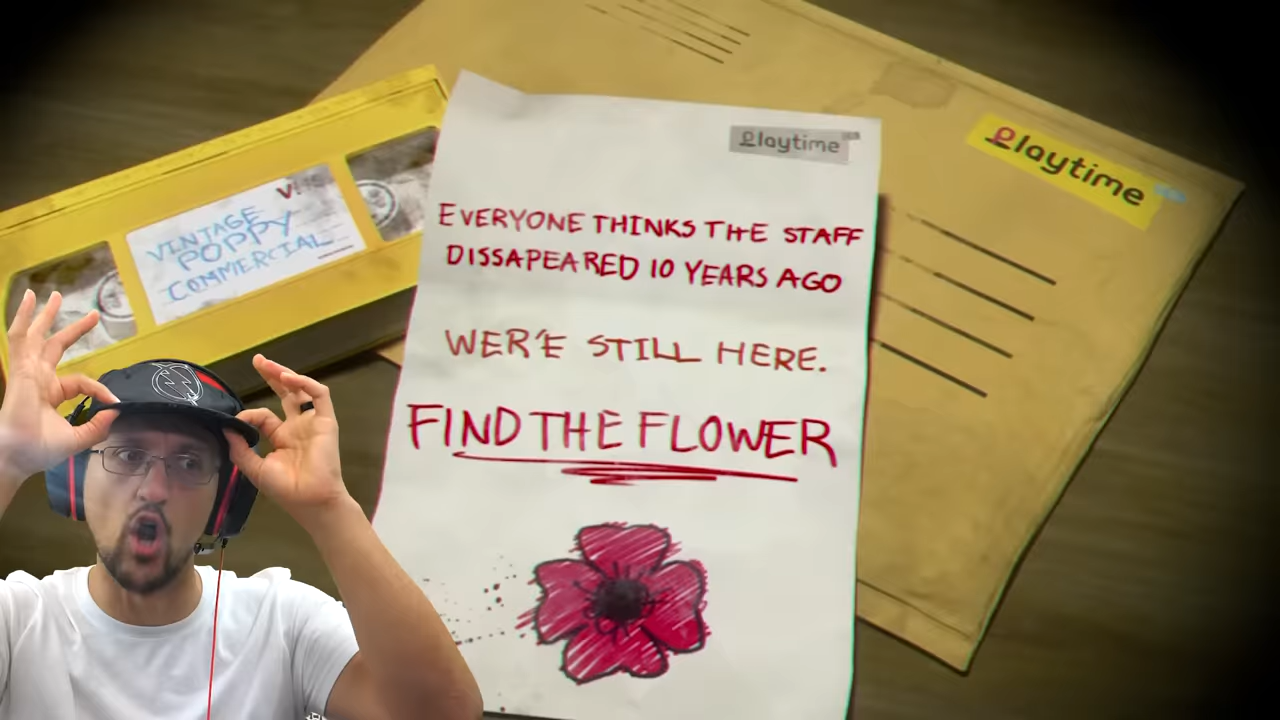 VINTAGE
POPPY
COMMERCIAL
Playtime
Playtime
EVERYONE THINKS THE STAFF
DISSAPEARED 10 YEARS AGO
WER'E STILL HERE.
FIND THE FLOWER